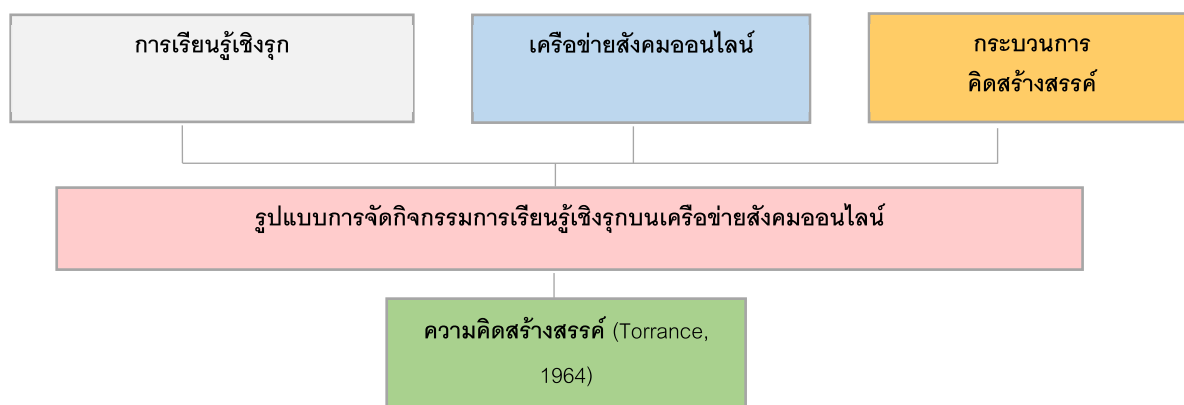 การเรียนรู้เชิงรุก
เครือข่ายสังคมออนไลน์
กระบวนการ
คิดสร้างสรรค์
รูปแบบการจัดกิจกรรมการเรียนรู้เชิงรุกบนเครือข่ายสังคมออนไลน์
ความคิดสร้างสรรค์ (Torrance,
1964)